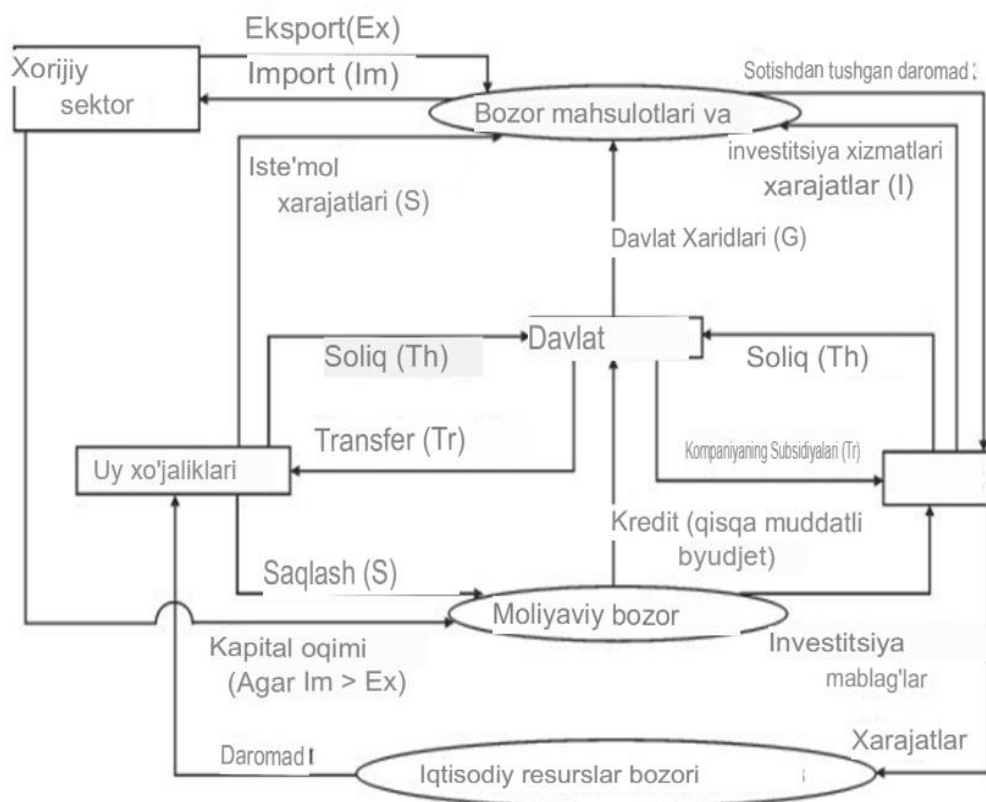 Eksport(Ex)
Xorijiy
sektor
Import (Im)
Sotishdan tushgan daromad
Bozor mahsulotlari va
Iste'mol
xarajatlari (S)
investitsiya xizmatlari
xarajatlar (I)
Davlat Xaridlari (G)
Davlat
Soliq (Th)
Soliq (Th)
Transfer (Tr)
Kompaniyaning Subsidiyalari (Tr)
Uy xo'jaliklari
Kredit (qisqa muddatli
byudjet)
Saqlash (S)
Moliyaviy bozor
Kapital oqimi
(Agar Im > Ex)
Investitsiya
mablag'lar
Daromad
Xarajatlar
Iqtisodiy resurslar bozori